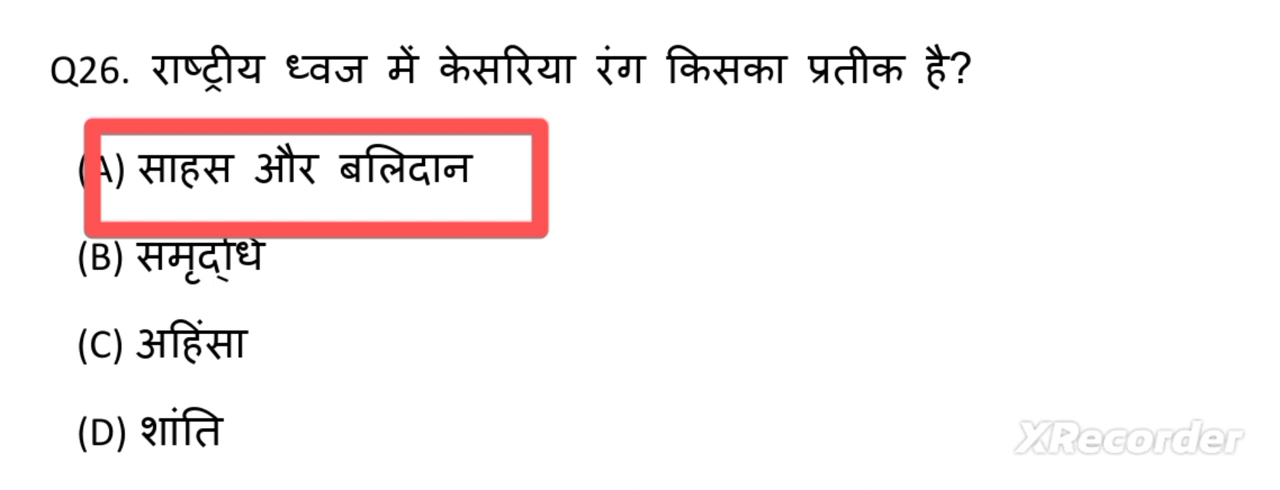 Q26. राष्ट्रीय ध्वज में केसरिया रंग किसका प्रतीक है?
(A) साहस और बलिदान
(B) समृद्धि
(C) अहिंसा
(D) शांति
XRecorder